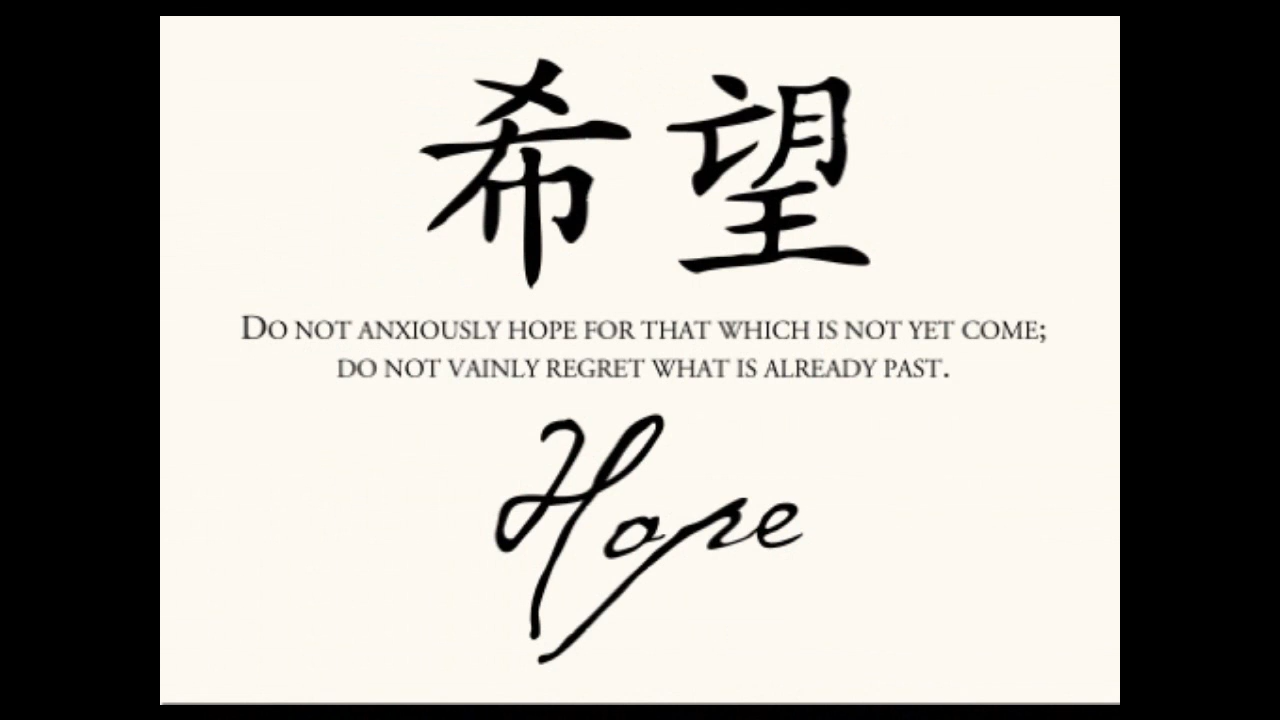 希望
Do not anxiously hope for that which is not yet come;
do not vainly regret what is already past.
Hope